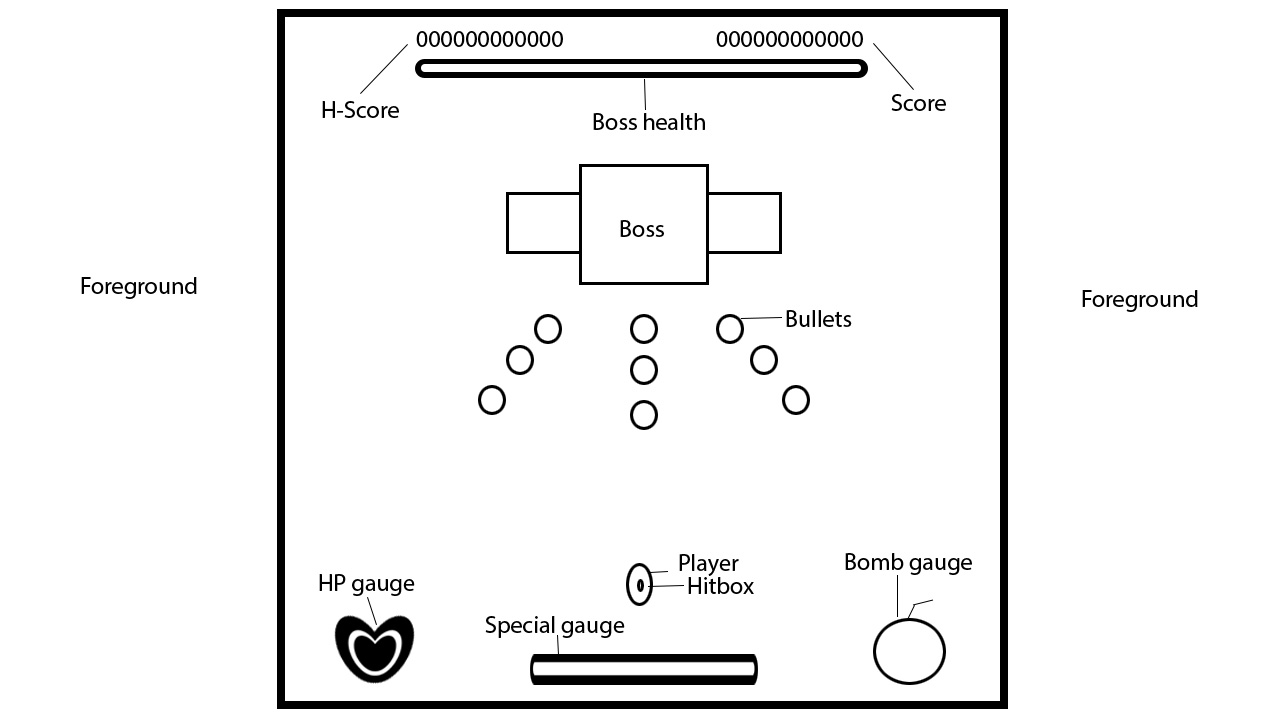 000000000000
000000000000
H-Score
Score
Boss health
Boss
Foreground
Foreground
Bullets
Player
Hitbox
Bomb gauge
HP gauge
Special gauge